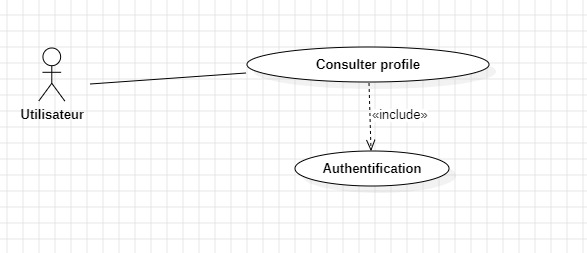 Consulter profile
Utilisateur
«include»
Authentification